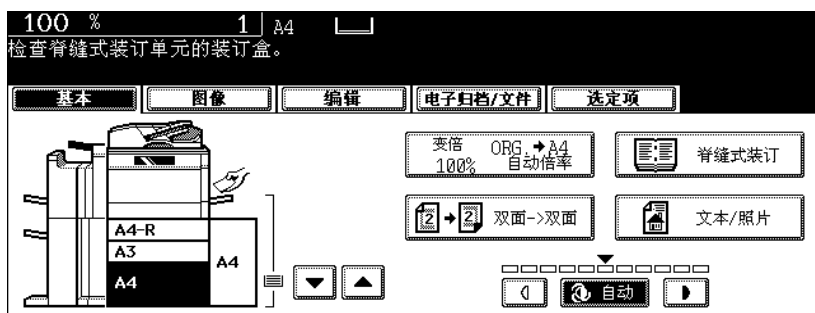 100 % 1 A4
检查脊缝式装订单元的装订盒。
基本 图像 编辑 电子归档/文件 选定项
变倍 ORG.→A4
100% 自动倍率
脊缝式装订
2→2 双面->双面
文本/照片
A4-R
A3
A4
A4
自动